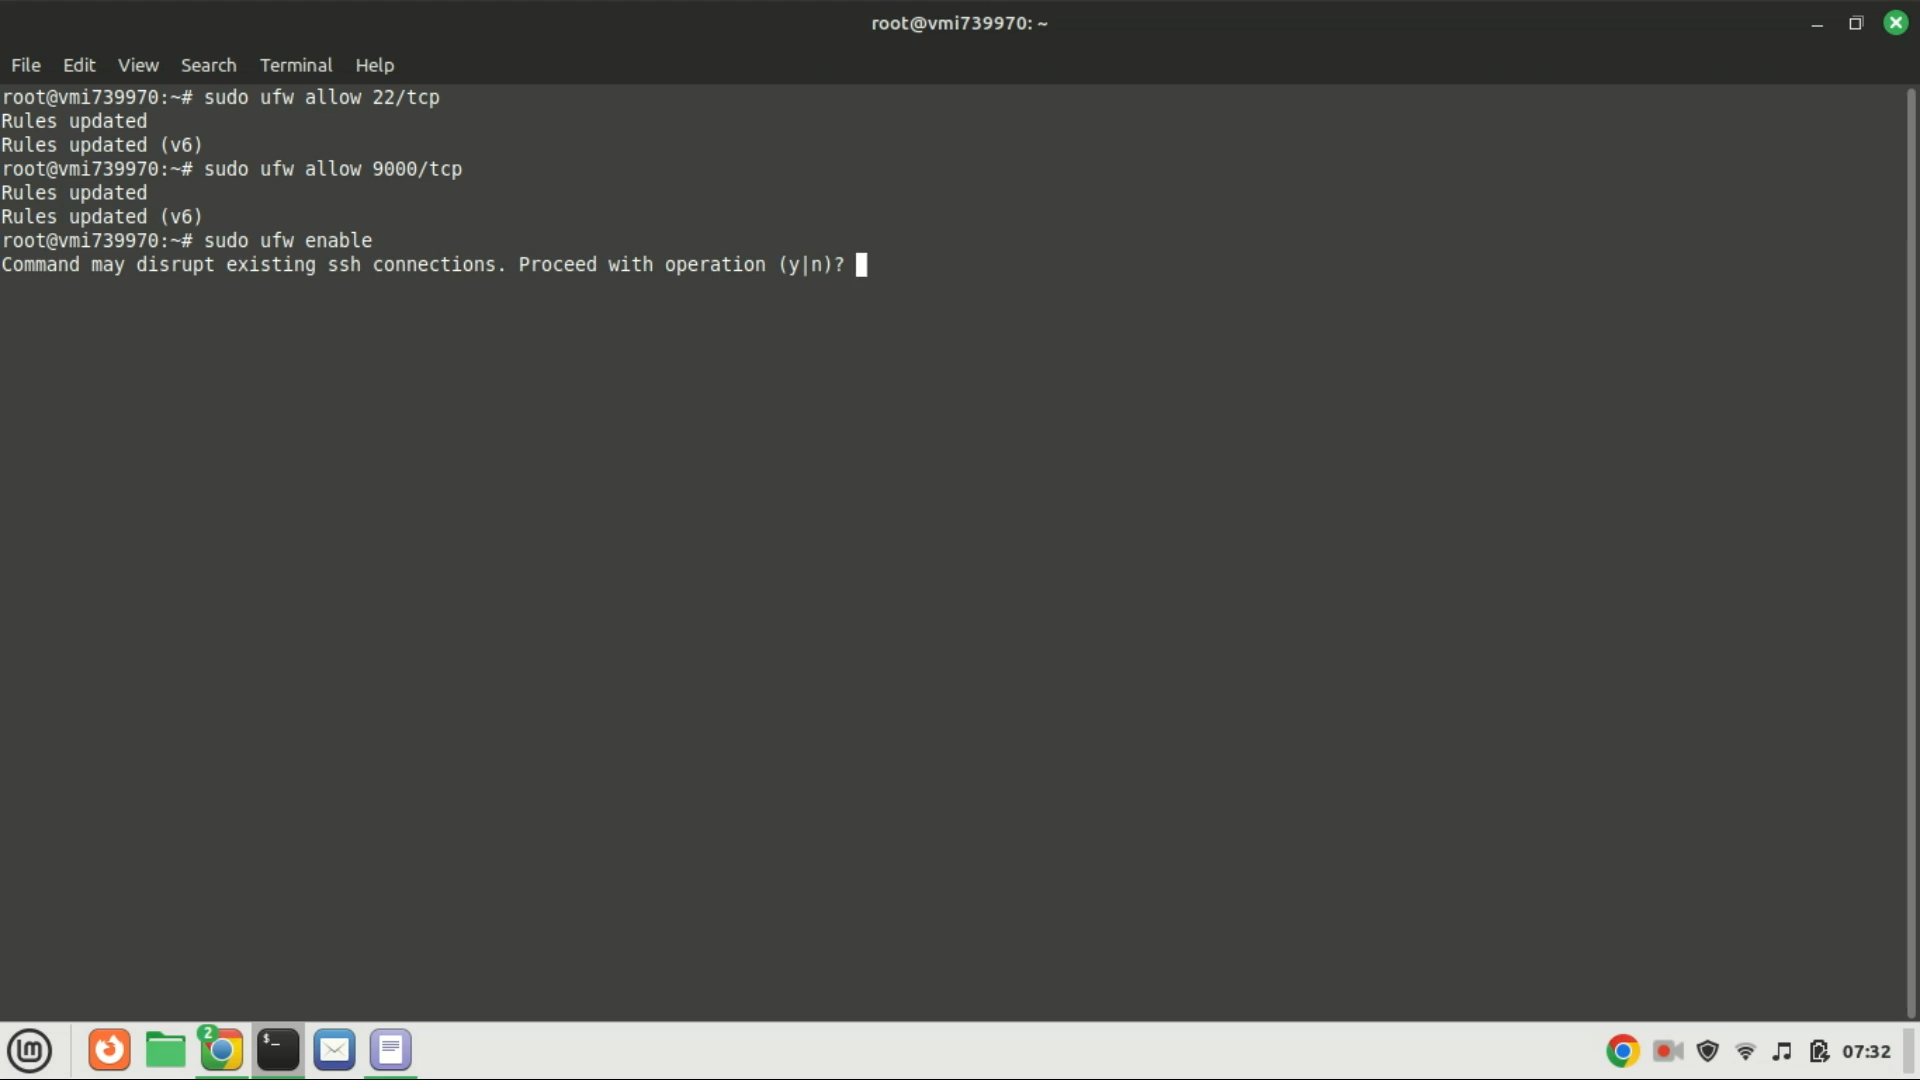 root@vmi739970: ~
File Edit View Search Terminal Help
root@vmi739970:~# sudo ufw allow 22/tcp
Rules updated
Rules updated (v6)
root@vmi739970:~# sudo ufw allow 9000/tcp
Rules updated
Rules updated (v6)
root@vmi739970:~# sudo ufw enable
Command may disrupt existing ssh connections. Proceed with operation (y|n)?
2
$_
07:32